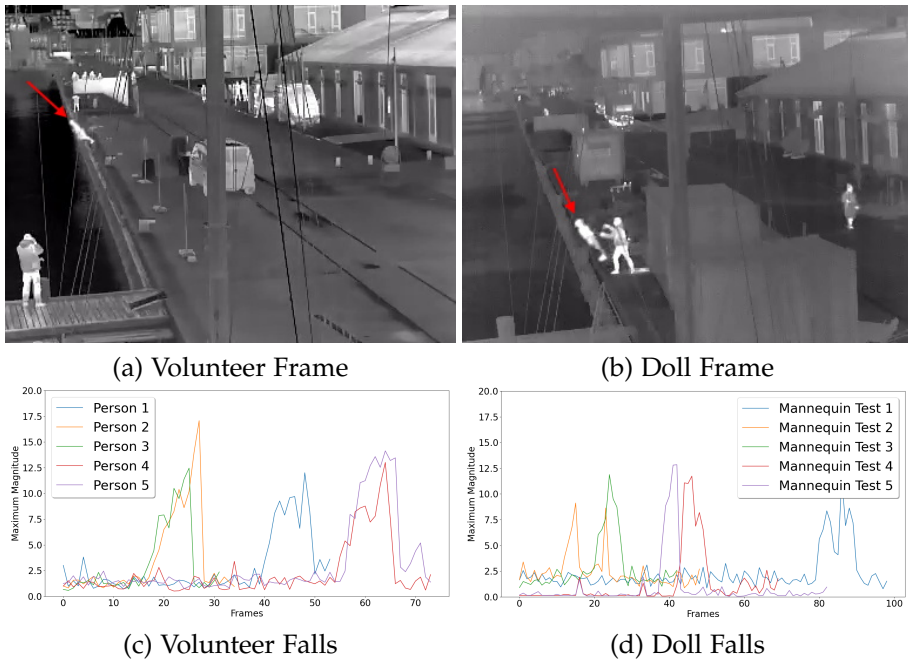 (a) Volunteer Frame
(b) Doll Frame
20.0
17.5
15.0
12.5
10.0
7.5
5.0
2.5
0.0
Maximum Magnitude
Person 1
Person 2
Person 3
Person 4
Person 5
0 10 20 30 40 50 60 70
Frames
20.0
17.5
15.0
12.5
10.0
7.5
5.0
2.5
0.0
Maximum Magnitude
Mannequin Test 1
Mannequin Test 2
Mannequin Test 3
Mannequin Test 4
Mannequin Test 5
0 20 40 60 80 100
Frames
(c) Volunteer Falls
(d) Doll Falls